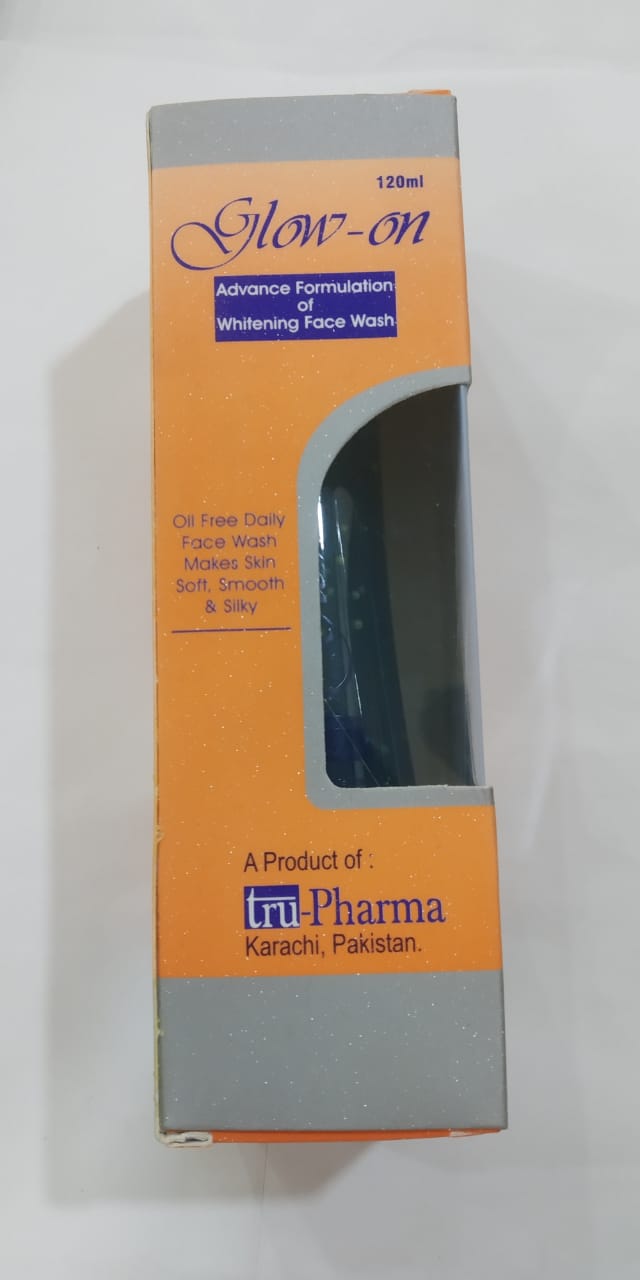 120ml
Glow-on
Advance Formulation
of
Whitening Face Wash
Oil Free Daily
Face Wash
Makes Skin
Soft, Smooth
& Silky
A Product of :
tru-Pharma
Karachi, Pakistan.